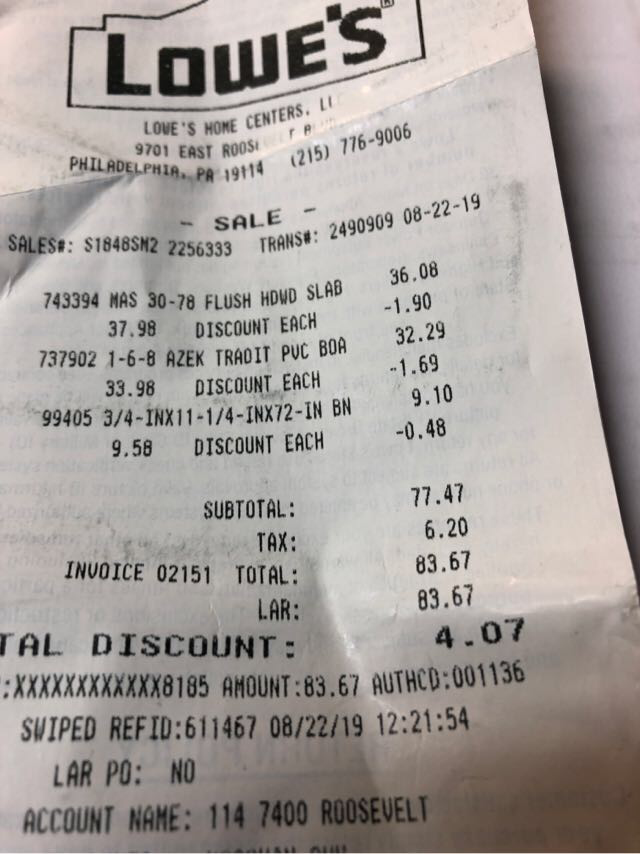 LOWE'S®
LOWE'S HOME CENTERS,
9701 EAST
PHILADELPHIA, PA 19114 (215) 776-9006
- SALE -
SALES#: S1848SM2 2256333 TRANS#: 2490909 08-22-19
743394 MAS 30-78 FLUSH HDWD SLAB 36.08
37.98 DISCOUNT EACH -1.90
737902 1-6-8 AZEK TRADIT PVC BOA 32.29
33.98 DISCOUNT EACH -1.69
99405 3/4-INX11-1/4-INX72-IN BN 9.10
9.58 DISCOUNT EACH -0.48
SUBTOTAL: 77.47
TAX: 6.20
INVOICE 02151 TOTAL: 83.67
LAR: 83.67
TAL DISCOUNT: 4.07
:XXXXXXXXXXXX8185 AMOUNT:83.67 AUTHCD:001136
SWIPED REFID:611467 08/22/19 12:21:54
LAR PO: NO
ACCOUNT NAME: 114 7400 ROOSEVELT